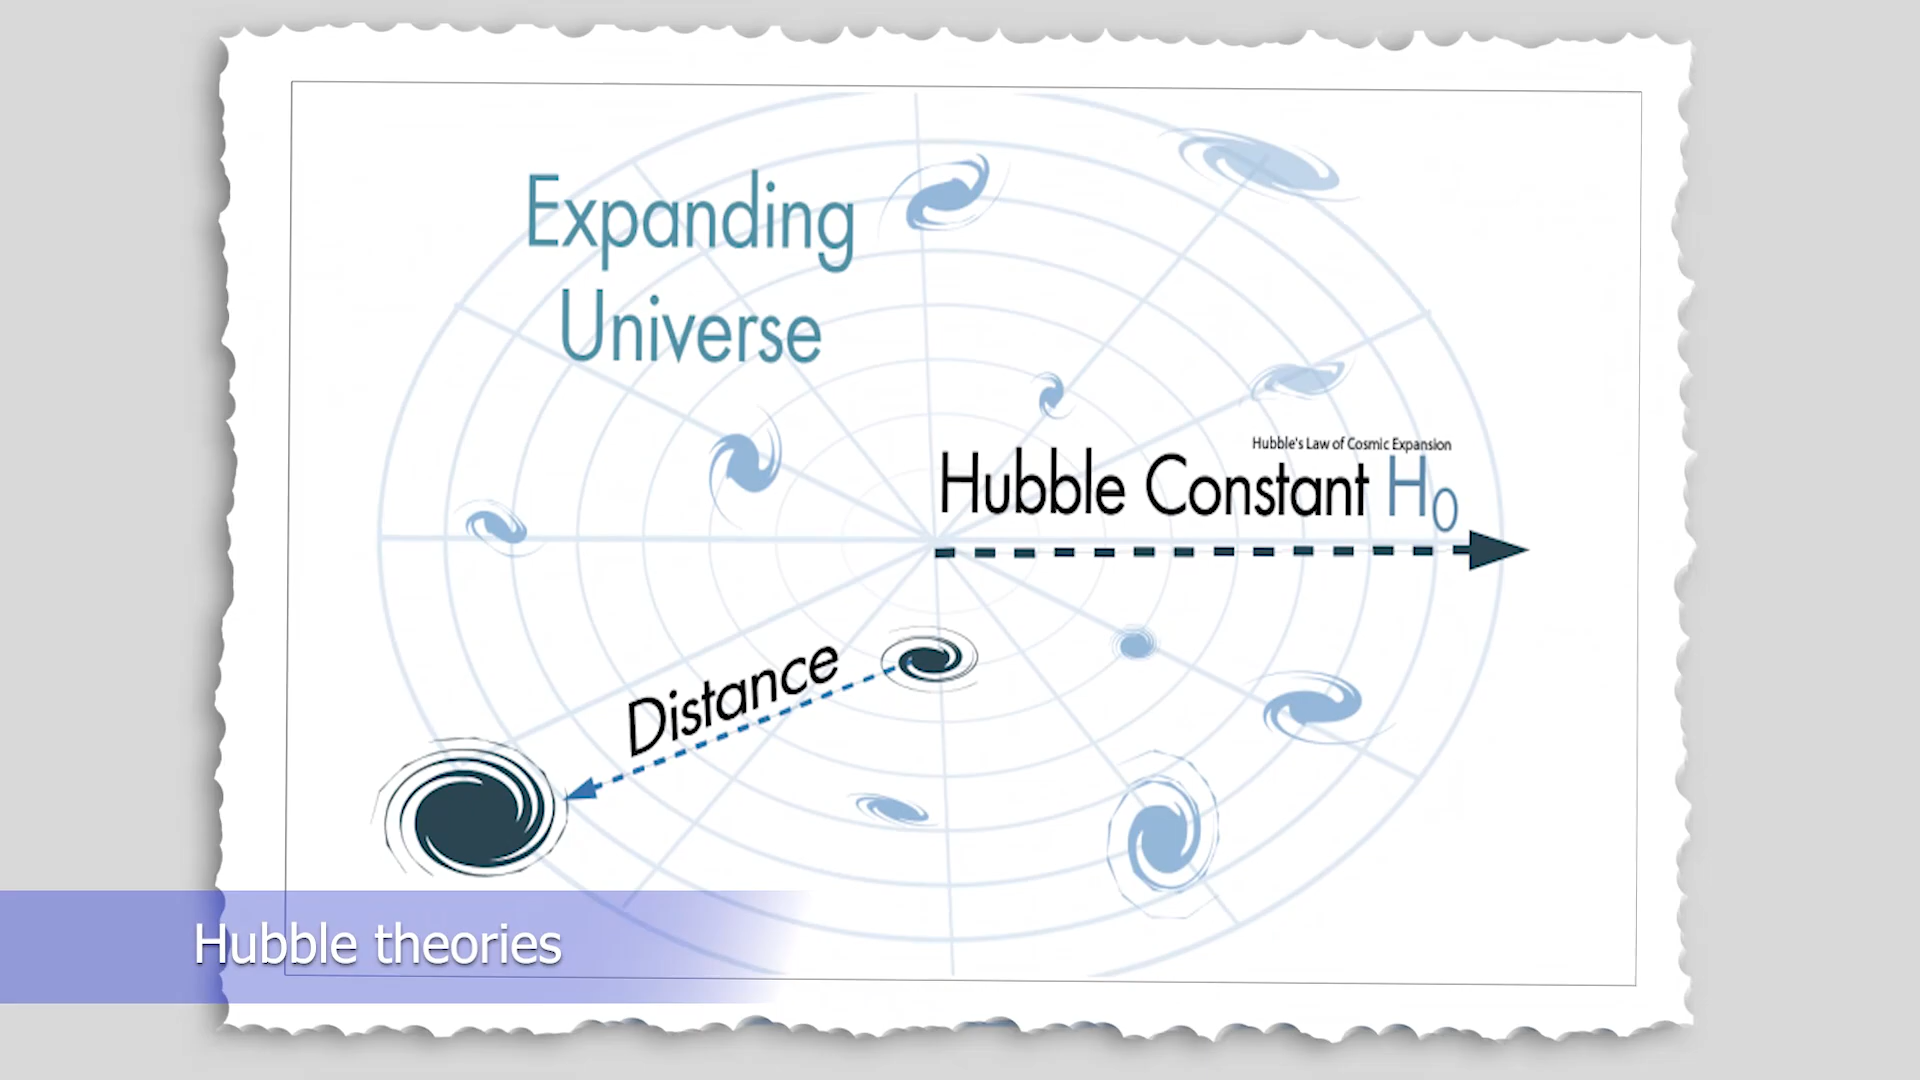 Expanding
Universe
Hubble's Law of Cosmic Expansion
Hubble Constant H₀
Distance
Hubble theories